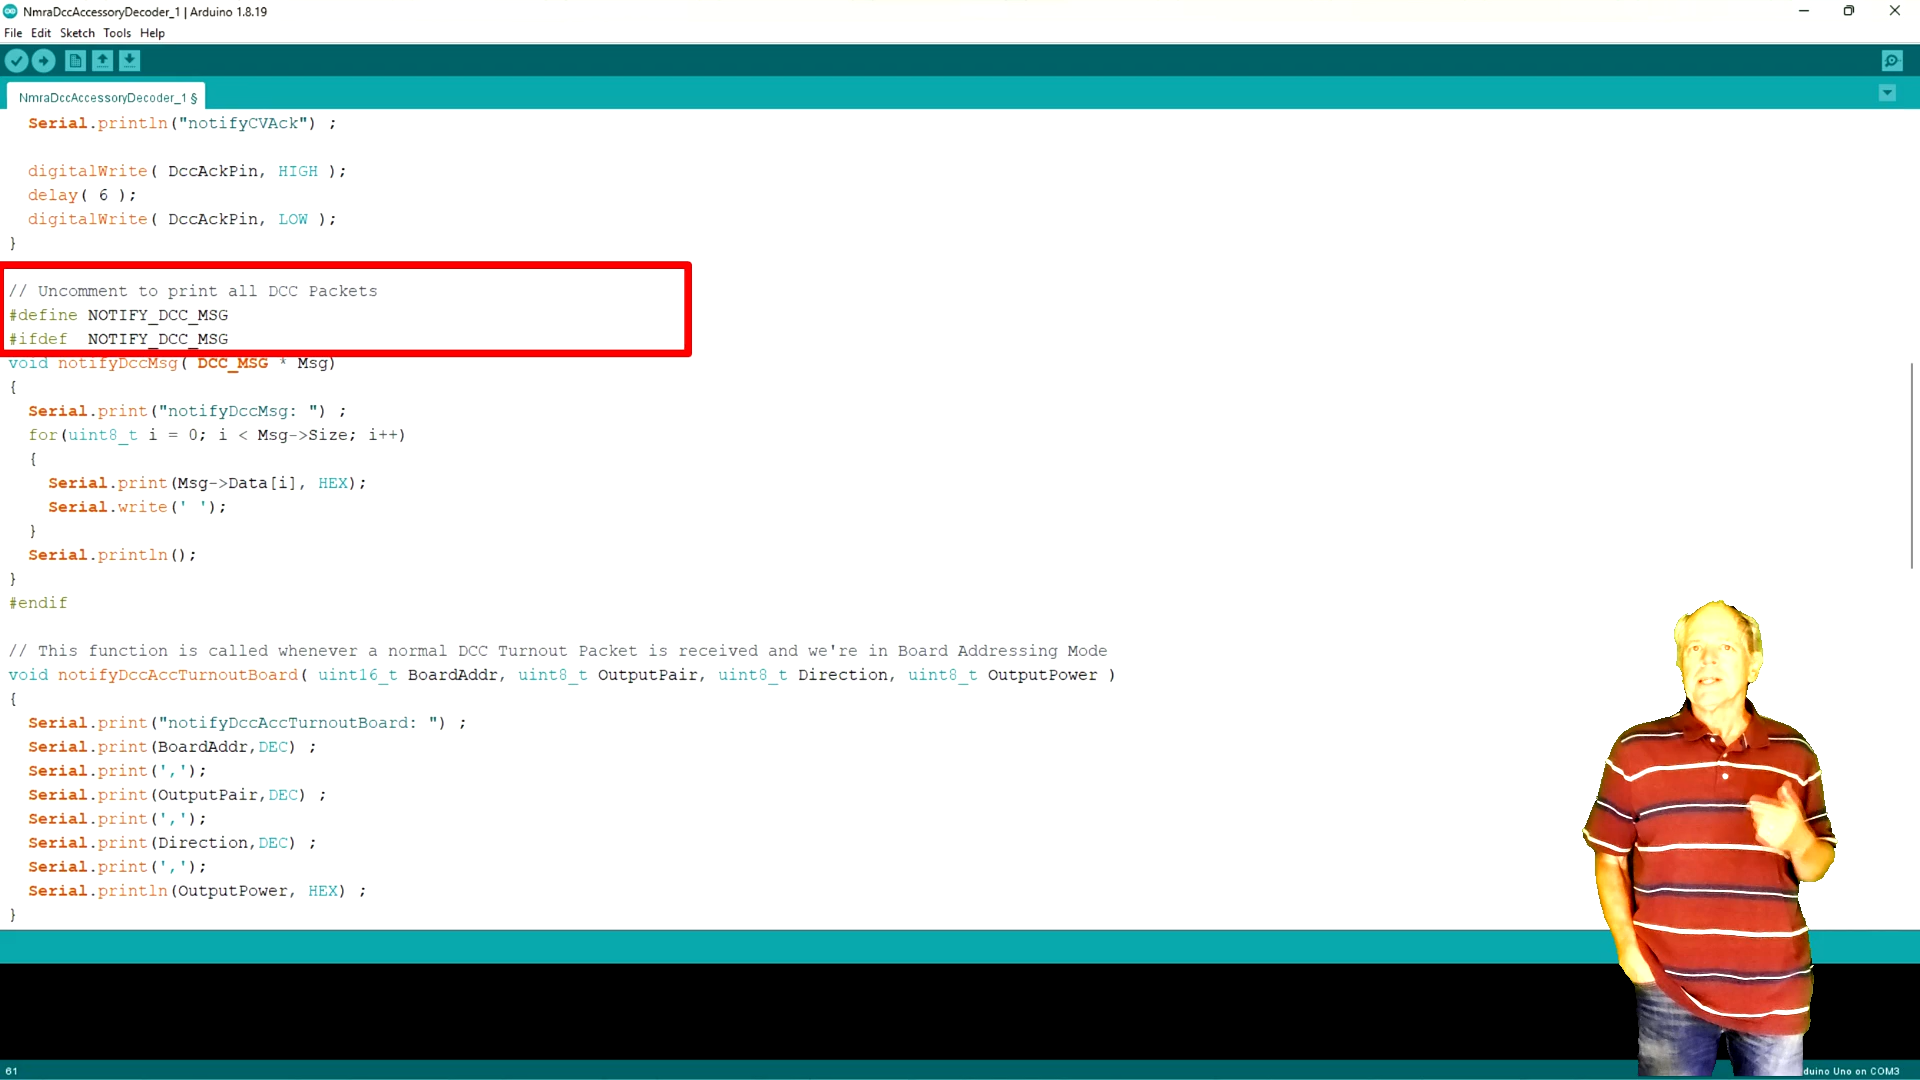 NmraDccAccessoryDecoder_1 | Arduino 1.8.19
File Edit Sketch Tools Help
NmraDccAccessoryDecoder_1 §
Serial.println("notifyCVAck") ;
digitalWrite( DccAckPin, HIGH );
delay( 6 );
digitalWrite( DccAckPin, LOW );
}
// Uncomment to print all DCC Packets
#define NOTIFY_DCC_MSG
#ifdef  NOTIFY_DCC_MSG
void notifyDccMsg( DCC_MSG * Msg)
{
Serial.print("notifyDccMsg: ") ;
for(uint8_t i = 0; i < Msg->Size; i++)
{
Serial.print(Msg->Data[i], HEX);
Serial.write(' ');
}
Serial.println();
}
#endif
// This function is called whenever a normal DCC Turnout Packet is received and we're in Board Addressing Mode
void notifyDccAccTurnoutBoard( uint16_t BoardAddr, uint8_t OutputPair, uint8_t Direction, uint8_t OutputPower )
{
Serial.print("notifyDccAccTurnoutBoard: ") ;
Serial.print(BoardAddr,DEC) ;
Serial.print(',');
Serial.print(OutputPair,DEC) ;
Serial.print(',');
Serial.print(Direction,DEC) ;
Serial.print(',');
Serial.println(OutputPower, HEX) ;
}
61
duino Uno on COM3